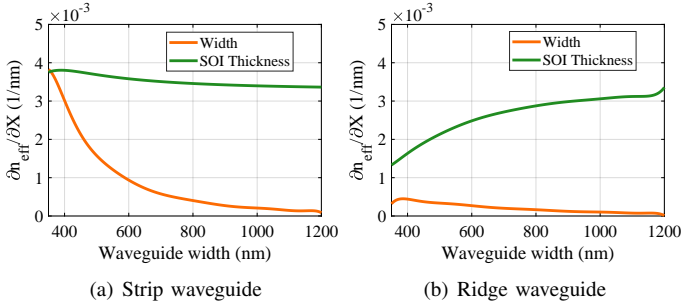 ×10⁻³
5
4
3
2
1
0
∂n_eff/∂X (1/nm)
Width
SOI Thickness
400 600 800 1000 1200
Waveguide width (nm)
(a) Strip waveguide
×10⁻³
5
4
3
2
1
0
∂n_eff/∂X (1/nm)
Width
SOI Thickness
400 600 800 1000 1200
Waveguide width (nm)
(b) Ridge waveguide